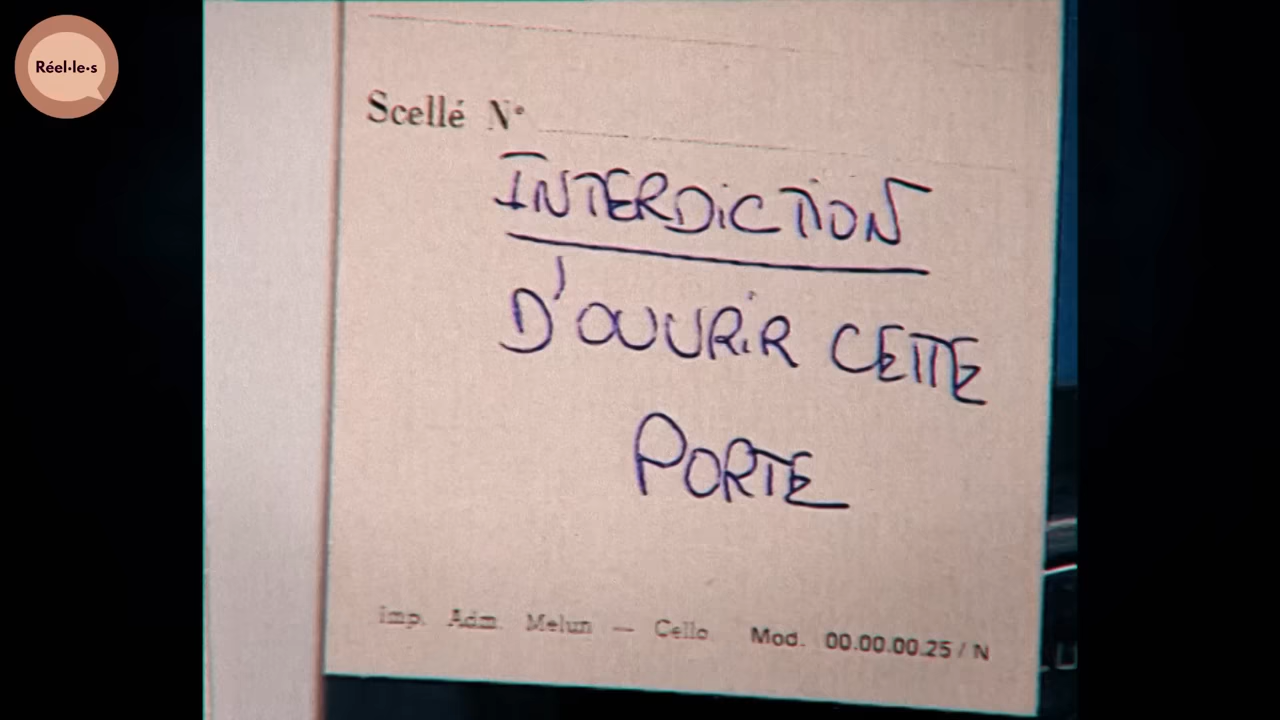 Réel·le·s
Scellé N°
INTERDICTION
D'OUVRIR CETTE
PORTE
Imp. Adm. Melun — Cello Mod. 00.00.00.25 / N